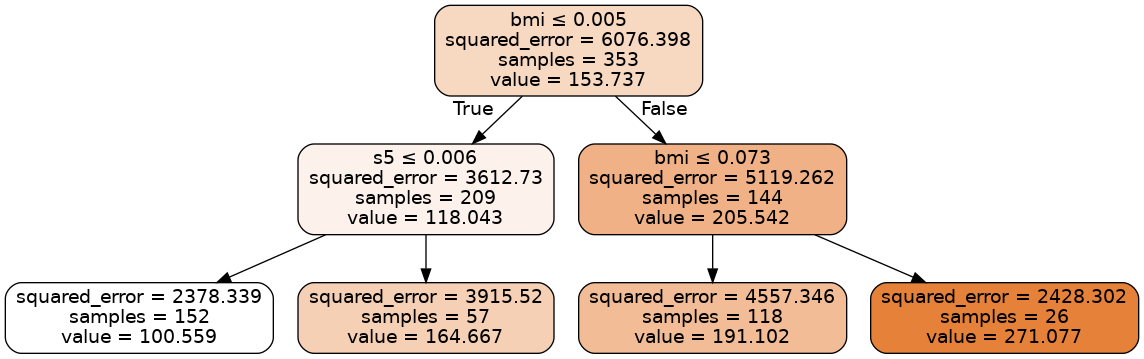 bmi ≤ 0.005
squared_error = 6076.398
samples = 353
value = 153.737
True
False
s5 ≤ 0.006
squared_error = 3612.73
samples = 209
value = 118.043
bmi ≤ 0.073
squared_error = 5119.262
samples = 144
value = 205.542
squared_error = 2378.339
samples = 152
value = 100.559
squared_error = 3915.52
samples = 57
value = 164.667
squared_error = 4557.346
samples = 118
value = 191.102
squared_error = 2428.302
samples = 26
value = 271.077